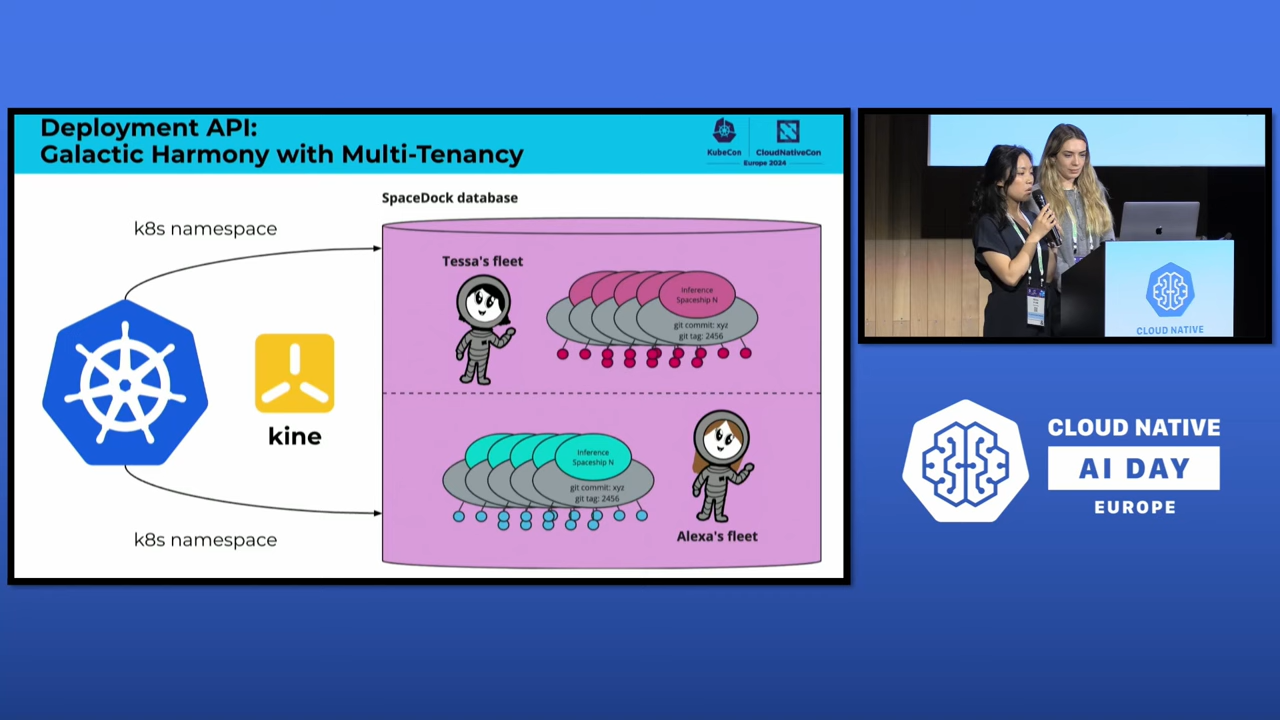 Deployment API:
Galactic Harmony with Multi-Tenancy
KubeCon
CloudNativeCon
Europe 2024
SpaceDock database
k8s namespace
Tessa's fleet
Inference
Spaceship N
git commit: xyz
git tag: 2456
kine
Inference
Spaceship N
git commit: xyz
git tag: 2456
k8s namespace
Alexa's fleet
CLOUD NATIVE
CLOUD NATIVE
AI DAY
EUROPE